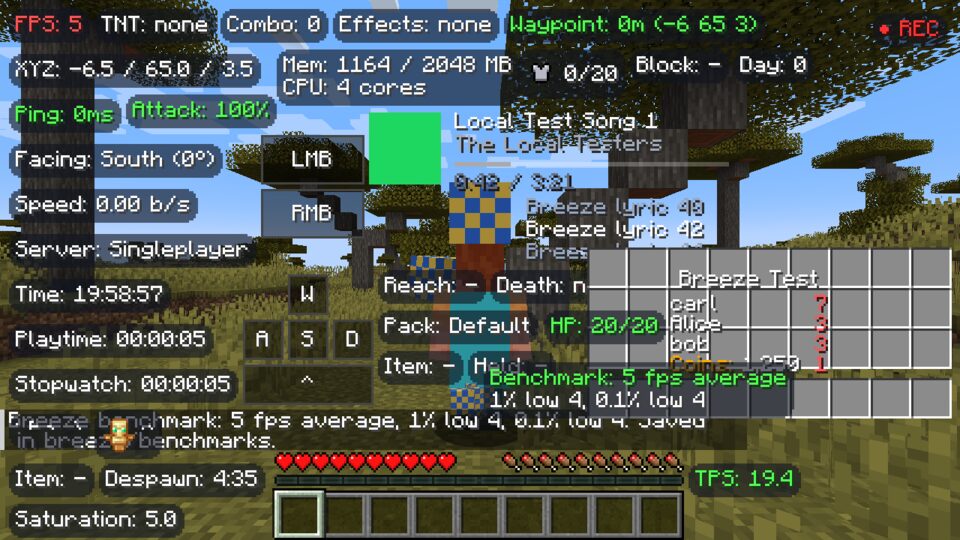 FPS: 5 TNT: none Combo: 0 Effects: none Waypoint: 0m (-6 65 3) REC
XYZ: -6.5 / 65.0 / 3.5 Mem: 1164 / 2048 MB 0/20 Block: - Day: 0
CPU: 4 cores
Ping: 0ms Attack: 100%
Local Test Song 1
The Local Testers
Facing: South (0°) LMB
0:42 / 3:21
Speed: 0.00 b/s RMB
Breeze lyric 40
Breeze lyric 42
Server: Singleplayer
Breeze Test
Time: 19:58:57 W Reach: - Death: n
carl 7
Alice 3
bob 3
Coins: 1,250 1
Playtime: 00:00:05 A S D Pack: Default HP: 20/20
Item: - Held: -
Stopwatch: 00:00:05 ^
Benchmark: 5 fps average
1% low 4, 0.1% low 4
Breeze benchmark: 5 fps average, 1% low 4, 0.1% low 4. Saved
in breeze benchmarks.
Item: - Despawn: 4:35 TPS: 19.4
Saturation: 5.0